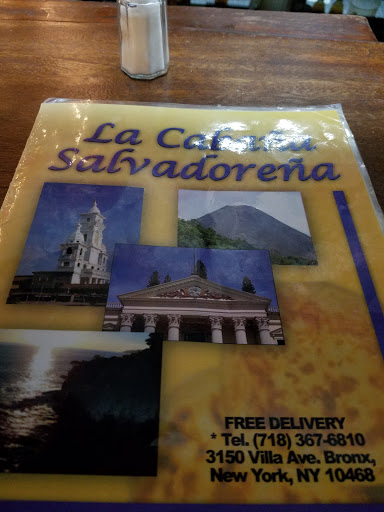 La Cabaña
Salvadoreña
FREE DELIVERY
* Tel. (718) 367-6810
3150 Villa Ave. Bronx,
New York, NY 10468